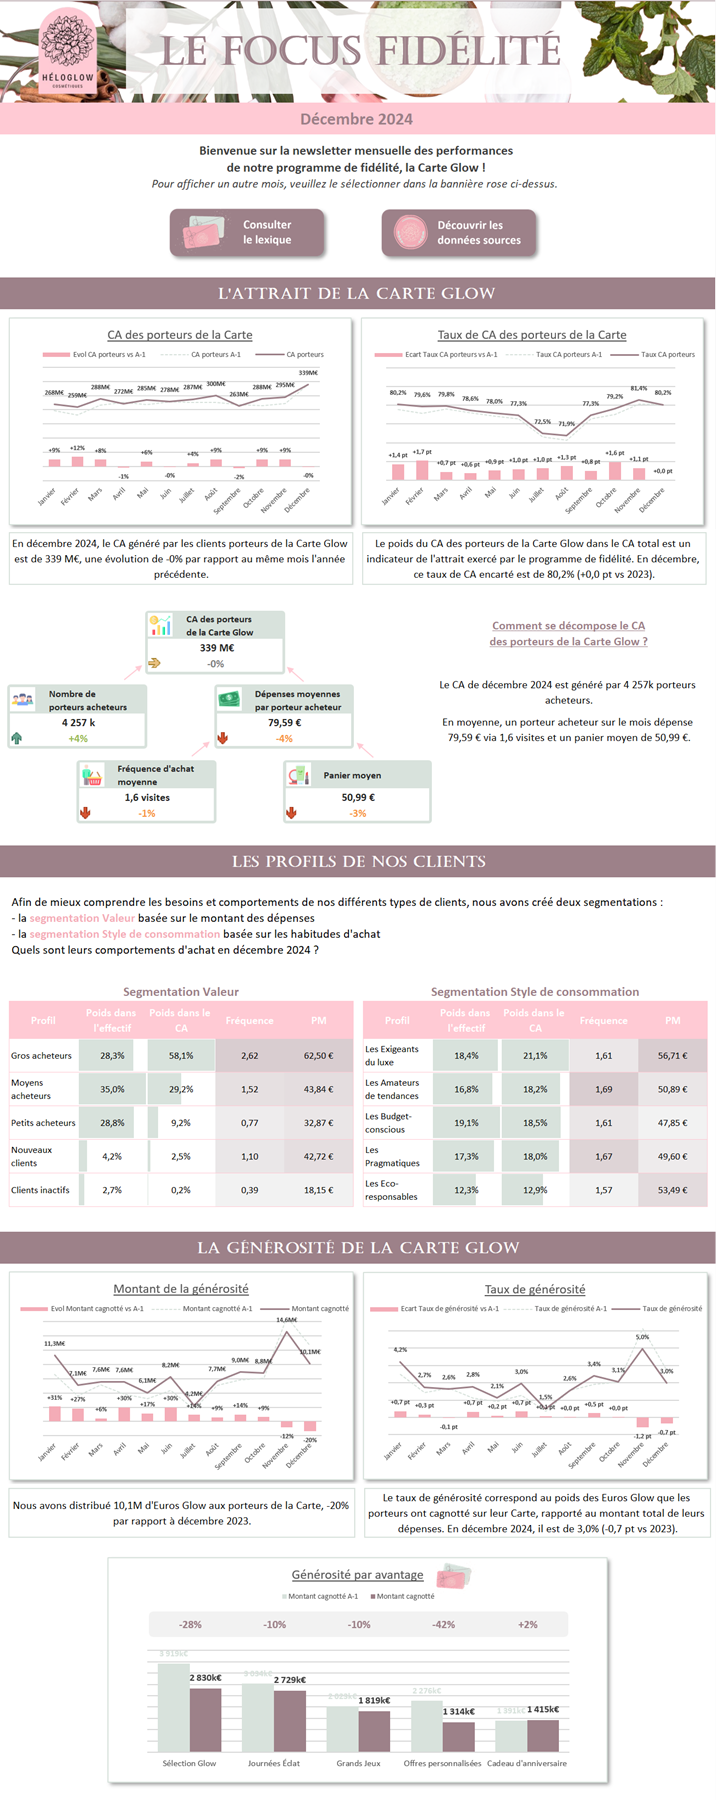 HÉLOGLOW
COSMÉTIQUES
LE FOCUS FIDÉLITÉ
Décembre 2024
Bienvenue sur la newsletter mensuelle des performances
de notre programme de fidélité, la Carte Glow !
Pour afficher un autre mois, veuillez le sélectionner dans la bannière rose ci-dessus.
Consulter
le lexique
Découvrir les
données sources
L'ATTRAIT DE LA CARTE GLOW
CA des porteurs de la Carte
Evol CA porteurs vs A-1 CA porteurs A-1 CA porteurs
268M€ 259M€ 288M€ 272M€ 285M€ 278M€ 287M€ 300M€ 263M€ 288M€ 295M€ 339M€
+9% +12% +8% -1% +6% -0% +4% +9% -2% +9% +9% -0%
Janvier Février Mars Avril Mai Juin Juillet Août Septembre Octobre Novembre Décembre
Taux de CA des porteurs de la Carte
Ecart Taux CA porteurs vs A-1 Taux CA porteurs A-1 Taux CA porteurs
80,2% 79,6% 79,8% 78,6% 78,0% 77,3% 72,5% 71,9% 77,3% 79,2% 81,4% 80,2%
+1,4 pt +1,7 pt +0,7 pt +0,6 pt +0,9 pt +1,0 pt +1,0 pt +1,3 pt +0,8 pt +1,6 pt +1,1 pt +0,0 pt
Janvier Février Mars Avril Mai Juin Juillet Août Septembre Octobre Novembre Décembre
En décembre 2024, le CA généré par les clients porteurs de la Carte Glow
est de 339 M€, une évolution de -0% par rapport au même mois l'année
précédente.
Le poids du CA des porteurs de la Carte Glow dans le CA total est un
indicateur de l'attrait exercé par le programme de fidélité. En décembre,
ce taux de CA encarté est de 80,2% (+0,0 pt vs 2023).
CA des porteurs
de la Carte Glow
339 M€
-0%
Nombre de
porteurs acheteurs
4 257 k
+4%
Dépenses moyennes
par porteur acheteur
79,59 €
-4%
Fréquence d'achat
moyenne
1,6 visites
-1%
Panier moyen
50,99 €
-3%
Comment se décompose le CA
des porteurs de la Carte Glow ?
Le CA de décembre 2024 est généré par 4 257k porteurs
acheteurs.
En moyenne, un porteur acheteur sur le mois dépense
79,59 € via 1,6 visites et un panier moyen de 50,99 €.
LES PROFILS DE NOS CLIENTS
Afin de mieux comprendre les besoins et comportements de nos différents types de clients, nous avons créé deux segmentations :
- la segmentation Valeur basée sur le montant des dépenses
- la segmentation Style de consommation basée sur les habitudes d'achat
Quels sont leurs comportements d'achat en décembre 2024 ?
Segmentation Valeur
Profil Poids dans l'effectif Poids dans le CA Fréquence PM
Gros acheteurs 28,3% 58,1% 2,62 62,50 €
Moyens acheteurs 35,0% 29,2% 1,52 43,84 €
Petits acheteurs 28,8% 9,2% 0,77 32,87 €
Nouveaux clients 4,2% 2,5% 1,10 42,72 €
Clients inactifs 2,7% 0,2% 0,39 18,15 €
Segmentation Style de consommation
Profil Poids dans l'effectif Poids dans le CA Fréquence PM
Les Exigeants du luxe 18,4% 21,1% 1,61 56,71 €
Les Amateurs de tendances 16,8% 18,2% 1,69 50,89 €
Les Budget-conscious 19,1% 18,5% 1,61 47,85 €
Les Pragmatiques 17,3% 18,0% 1,67 49,60 €
Les Eco-responsables 12,3% 12,9% 1,57 53,49 €
LA GÉNÉROSITÉ DE LA CARTE GLOW
Montant de la générosité
Evol Montant cagnotté vs A-1 Montant cagnotté A-1 Montant cagnotté
11,3M€ 7,1M€ 7,6M€ 7,6M€ 6,1M€ 8,2M€ 4,2M€ 7,7M€ 9,0M€ 8,8M€ 14,6M€ 10,1M€
+31% +27% +6% +30% +17% +30% +14% +9% +14% +9% -12% -20%
Janvier Février Mars Avril Mai Juin Juillet Août Septembre Octobre Novembre Décembre
Taux de générosité
Ecart Taux de générosité vs A-1 Taux de générosité A-1 Taux de générosité
4,2% 2,7% 2,6% 2,8% 2,1% 3,0% 1,5% 2,6% 3,4% 3,1% 5,0% 3,0%
+0,7 pt +0,3 pt -0,1 pt +0,7 pt +0,2 pt +0,7 pt +0,1 pt +0,0 pt +0,5 pt +0,0 pt -1,2 pt -0,7 pt
Janvier Février Mars Avril Mai Juin Juillet Août Septembre Octobre Novembre Décembre
Nous avons distribué 10,1M d'Euros Glow aux porteurs de la Carte, -20%
par rapport à décembre 2023.
Le taux de générosité correspond au poids des Euros Glow que les
porteurs ont cagnotté sur leur Carte, rapporté au montant total de leurs
dépenses. En décembre 2024, il est de 3,0% (-0,7 pt vs 2023).
Générosité par avantage
Montant cagnotté A-1 Montant cagnotté
-28% -10% -10% -42% +2%
3 919k€ 2 830k€ 2 729k€ 1 819k€ 2 276k€ 1 314k€ 1 391k€ 1 415k€
Sélection Glow Journées Éclat Grands Jeux Offres personnalisées Cadeau d'anniversaire